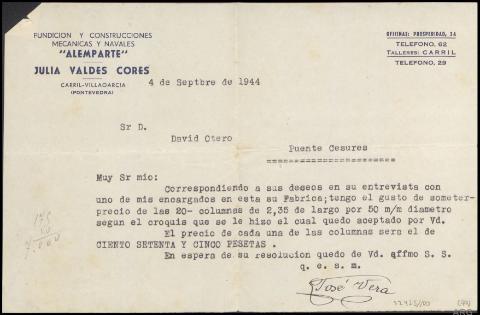 FUNDICION Y CONSTRUCCIONES
MECANICAS Y NAVALES
"ALEMPARTE"
JULIA VALDES CORES
CARRIL-VILLAGARCIA
(PONTEVEDRA)
OFICINAS: PROSPERIDAD, 34
TELEFONO, 62
TALLERES: CARRIL
TELEFONO, 29
4 de Septbre de 1944
Sr D.
David Otero
Puente Cesures
=======================
Muy Sr mio:
Correspondiendo a sus deseos en su entrevista con
uno de mis encargados en esta su Fabrica;tengo el gusto de someter-
precio de las 20- columnas de 2,35 de largo por 50 m/m diametro
segun el croquis que se le hizo el cual quedo aceptado por Vd.
El precio de cada una de las columnas sera el de
CIENTO SETENTA Y CINCO PESETAS .
En espera de su resolucion quedo de Vd. affmo S. S.
q. e. s. m.
José Vera
175